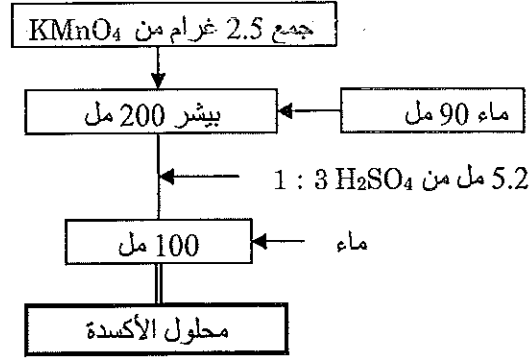 جمع 2.5 غرام من KMnO₄
بيشر 200 مل
ماء 90 مل
5.2 مل من 1 : 3 H₂SO₄
100 مل
ماء
محلول الأكسدة